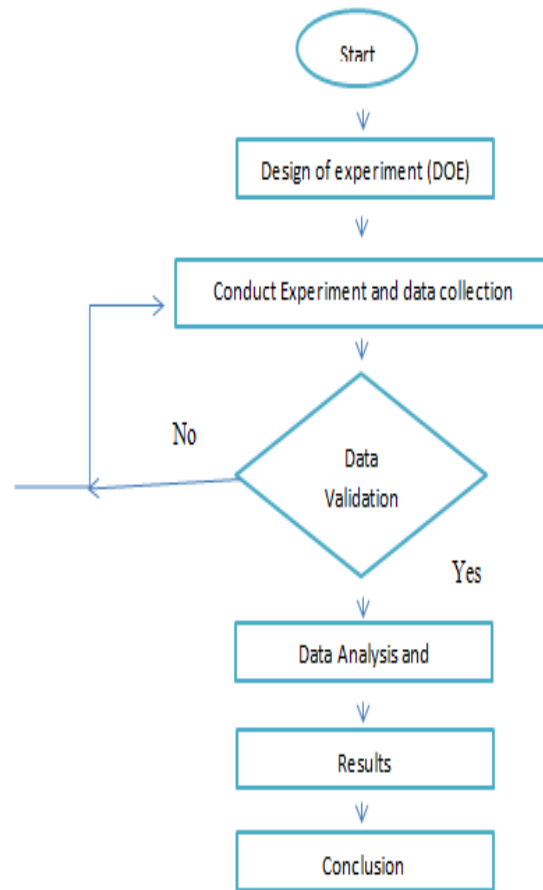 Start
Design of experiment (DOE)
Conduct Experiment and data collection
No
Data
Validation
Yes
Data Analysis and
Results
Conclusion